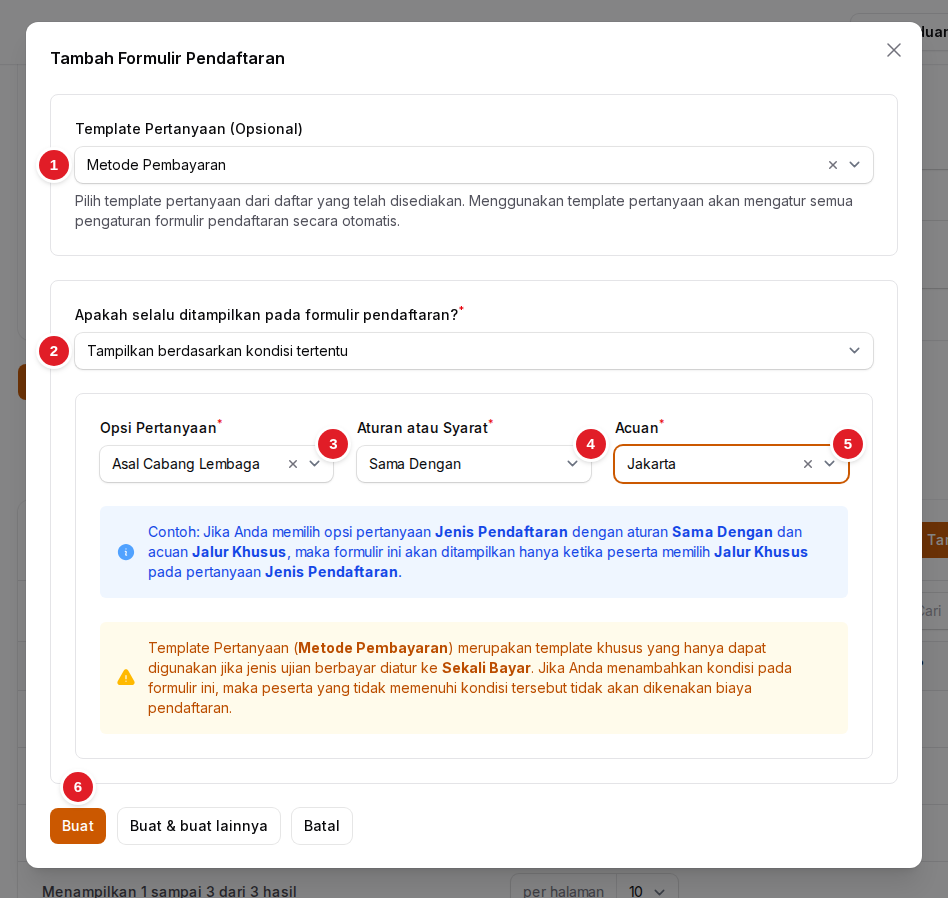 Tambah Formulir Pendaftaran
Template Pertanyaan (Opsional)
1
Metode Pembayaran
Pilih template pertanyaan dari daftar yang telah disediakan. Menggunakan template pertanyaan akan mengatur semua
pengaturan formulir pendaftaran secara otomatis.
Apakah selalu ditampilkan pada formulir pendaftaran?*
2
Tampilkan berdasarkan kondisi tertentu
Opsi Pertanyaan* 3 Aturan atau Syarat* 4 Acuan* 5
Asal Cabang Lembaga Sama Dengan Jakarta
Contoh: Jika Anda memilih opsi pertanyaan Jenis Pendaftaran dengan aturan Sama Dengan dan
acuan Jalur Khusus, maka formulir ini akan ditampilkan hanya ketika peserta memilih Jalur Khusus
pada pertanyaan Jenis Pendaftaran.
Template Pertanyaan (Metode Pembayaran) merupakan template khusus yang hanya dapat
digunakan jika jenis ujian berbayar diatur ke Sekali Bayar. Jika Anda menambahkan kondisi pada
formulir ini, maka peserta yang tidak memenuhi kondisi tersebut tidak akan dikenakan biaya
pendaftaran.
6
Buat Buat & buat lainnya Batal
Menampilkan 1 sampai 3 dari 3 hasil per halaman 10